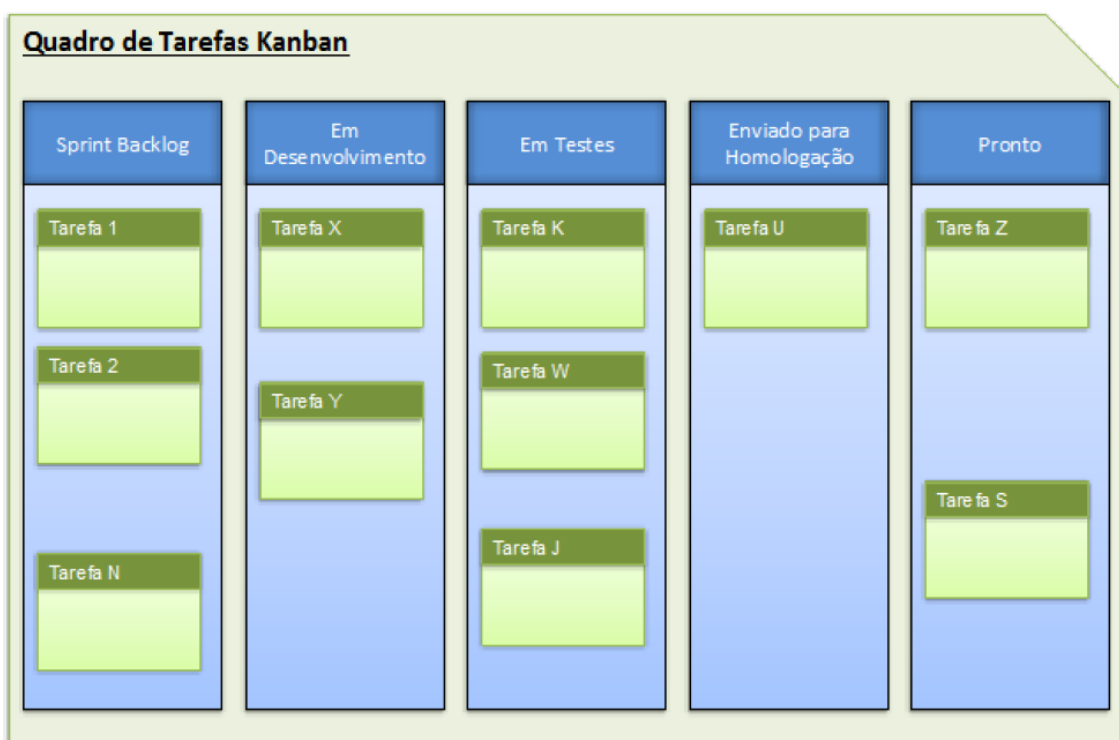 Quadro de Tarefas Kanban
Sprint Backlog
Tarefa 1
Tarefa 2
Tarefa N
Em
Desenvolvimento
Tarefa X
Tarefa Y
Em Testes
Tarefa K
Tarefa W
Tarefa J
Enviado para
Homologação
Tarefa U
Pronto
Tarefa Z
Tarefa S